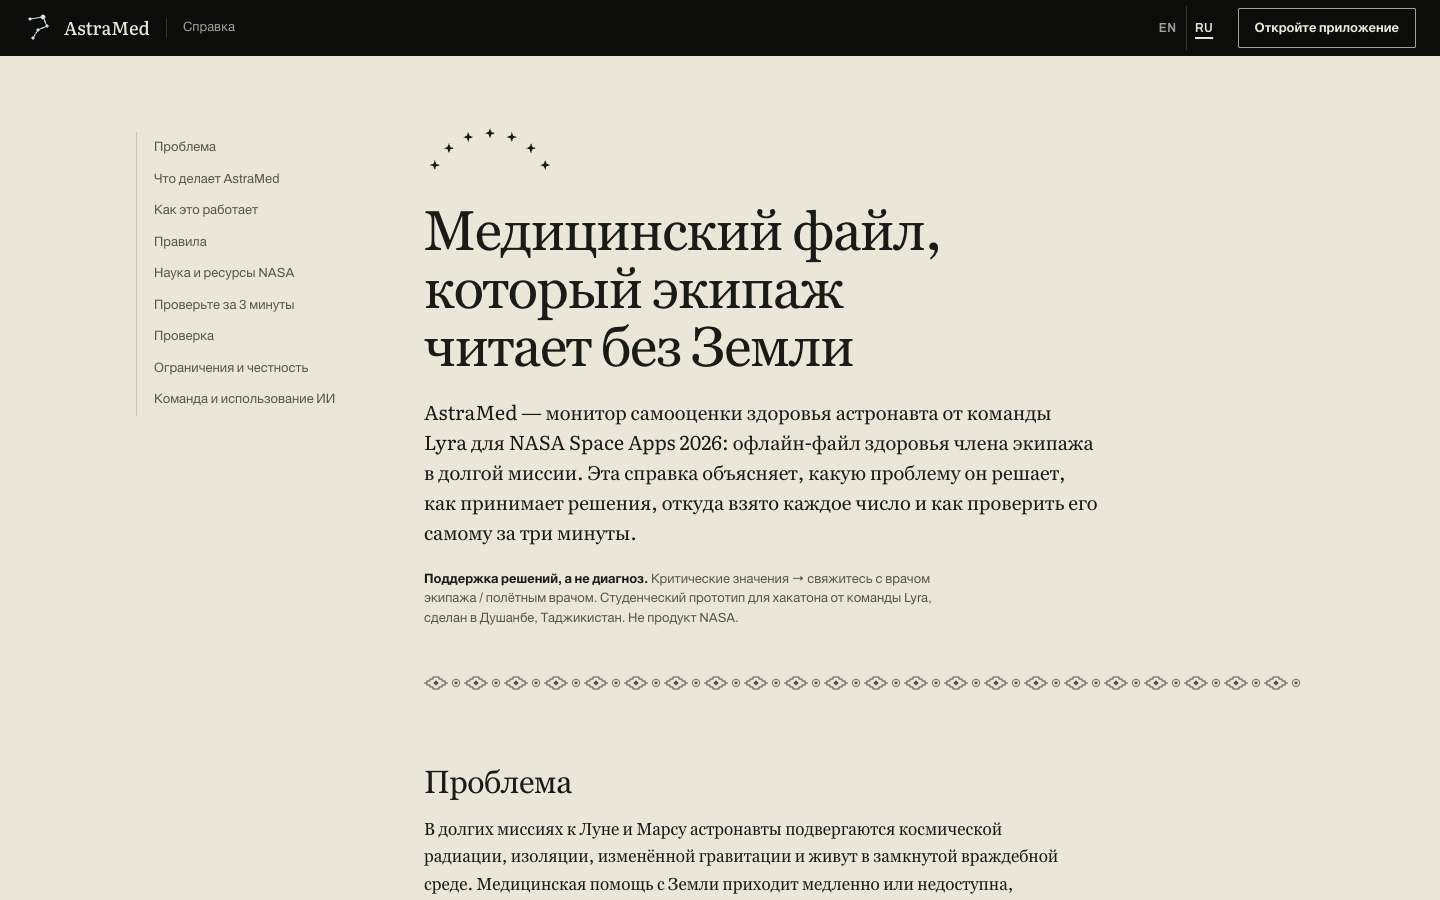 AstraMed
Справка
EN
RU
Откройте приложение
Проблема
Что делает AstraMed
Как это работает
Правила
Наука и ресурсы NASA
Проверьте за 3 минуты
Проверка
Ограничения и честность
Команда и использование ИИ
Медицинский файл,
который экипаж
читает без Земли
AstraMed — монитор самооценки здоровья астронавта от команды
Lyra для NASA Space Apps 2026: офлайн-файл здоровья члена экипажа
в долгой миссии. Эта справка объясняет, какую проблему он решает,
как принимает решения, откуда взято каждое число и как проверить его
самому за три минуты.
Поддержка решений, а не диагноз. Критические значения → свяжитесь с врачом
экипажа / полётным врачом. Студенческий прототип для хакатона от команды Lyra,
сделан в Душанбе, Таджикистан. Не продукт NASA.
Проблема
В долгих миссиях к Луне и Марсу астронавты подвергаются космической
радиации, изоляции, изменённой гравитации и живут в замкнутой враждебной
среде. Медицинская помощь с Земли приходит медленно или недоступна,